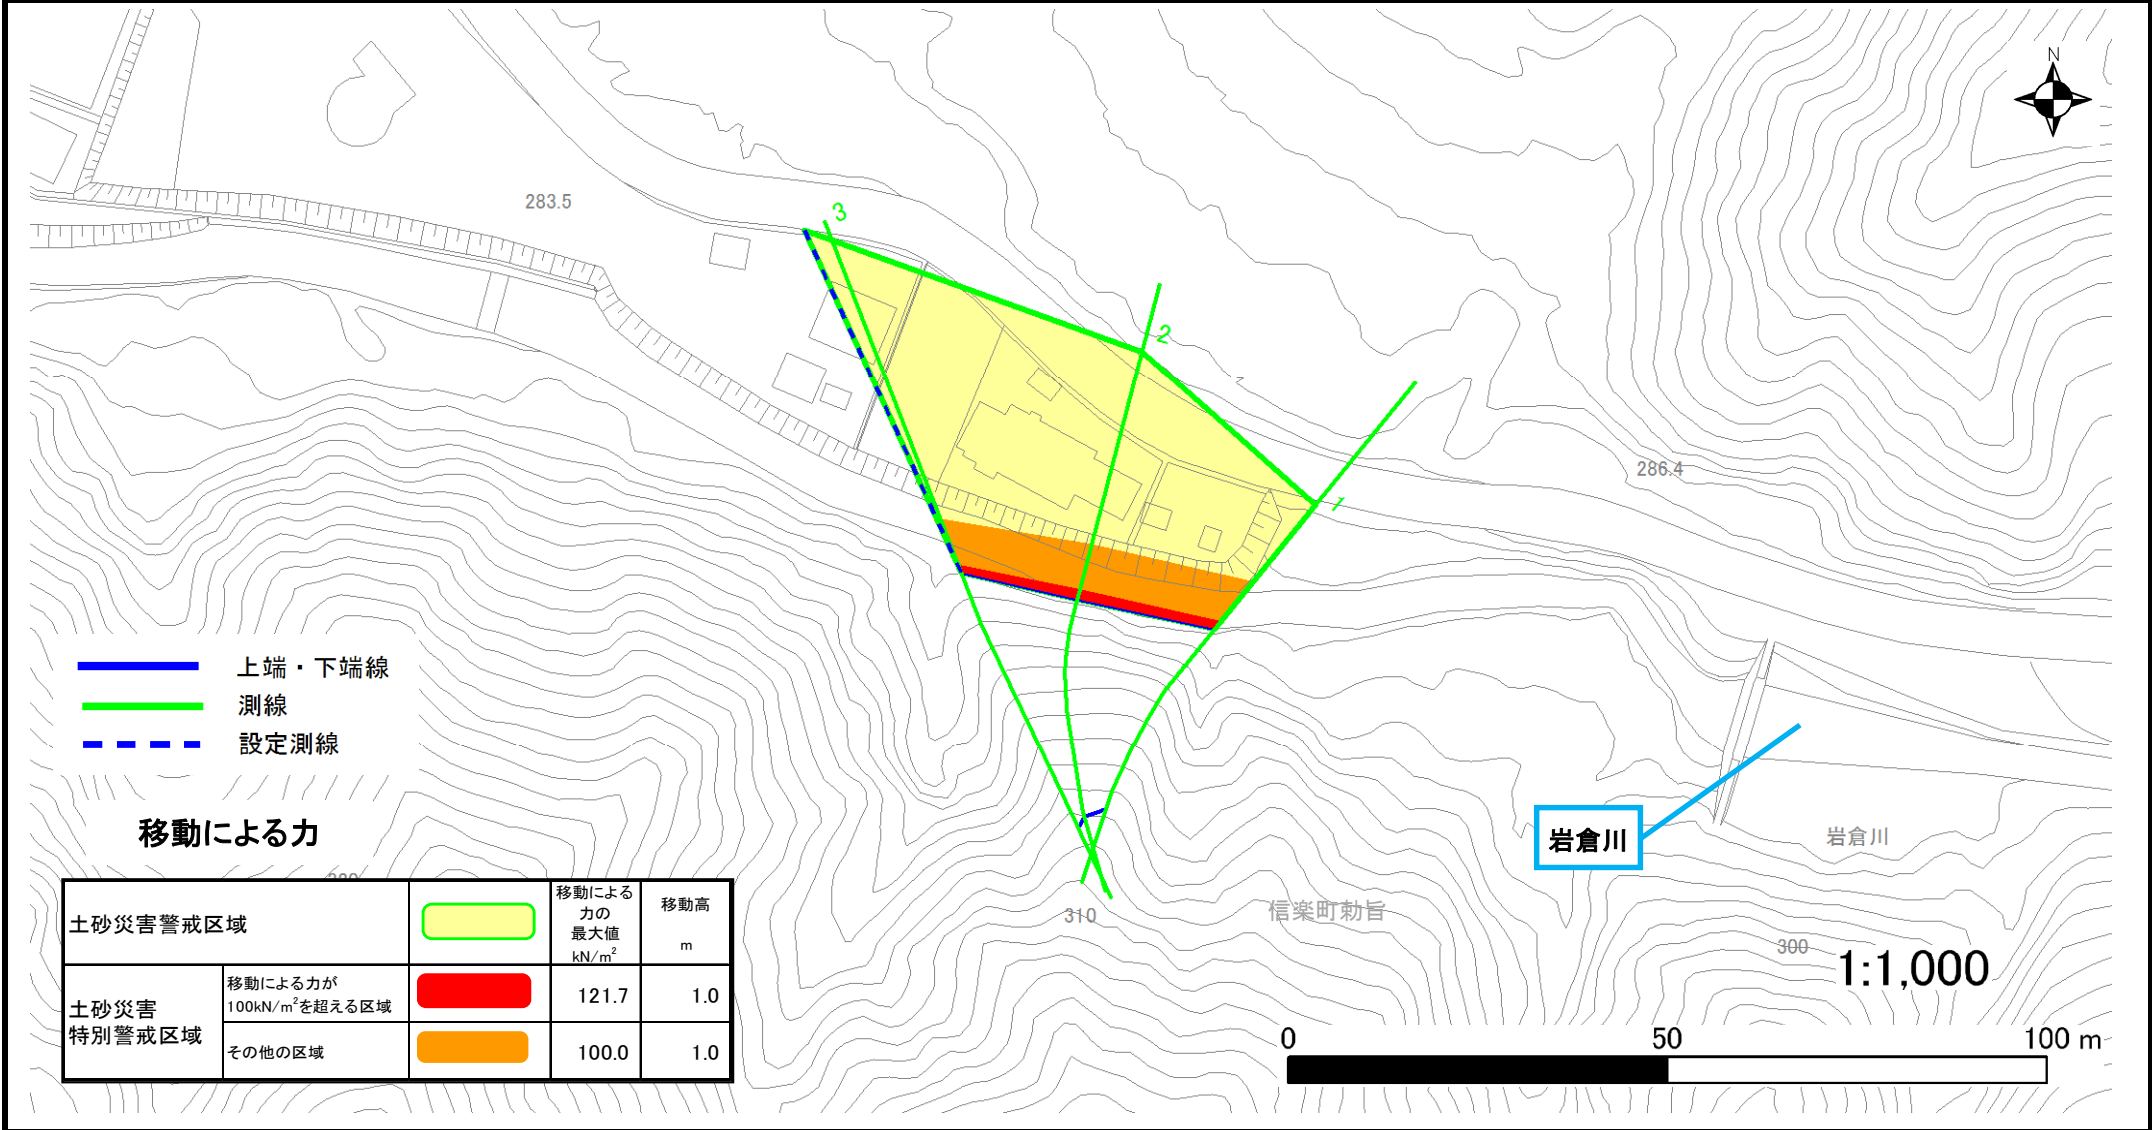 N
283.5
3
2
1
286.4
上端・下端線
測線
設定測線
移動による力
岩倉川
岩倉川
310
信楽町勅旨
300
1:1,000
0 50 100 m
土砂災害警戒区域
移動による
力の
最大値
kN/m²
移動高
m
土砂災害
特別警戒区域
移動による力が
100kN/m²を超える区域
121.7 1.0
その他の区域
100.0 1.0